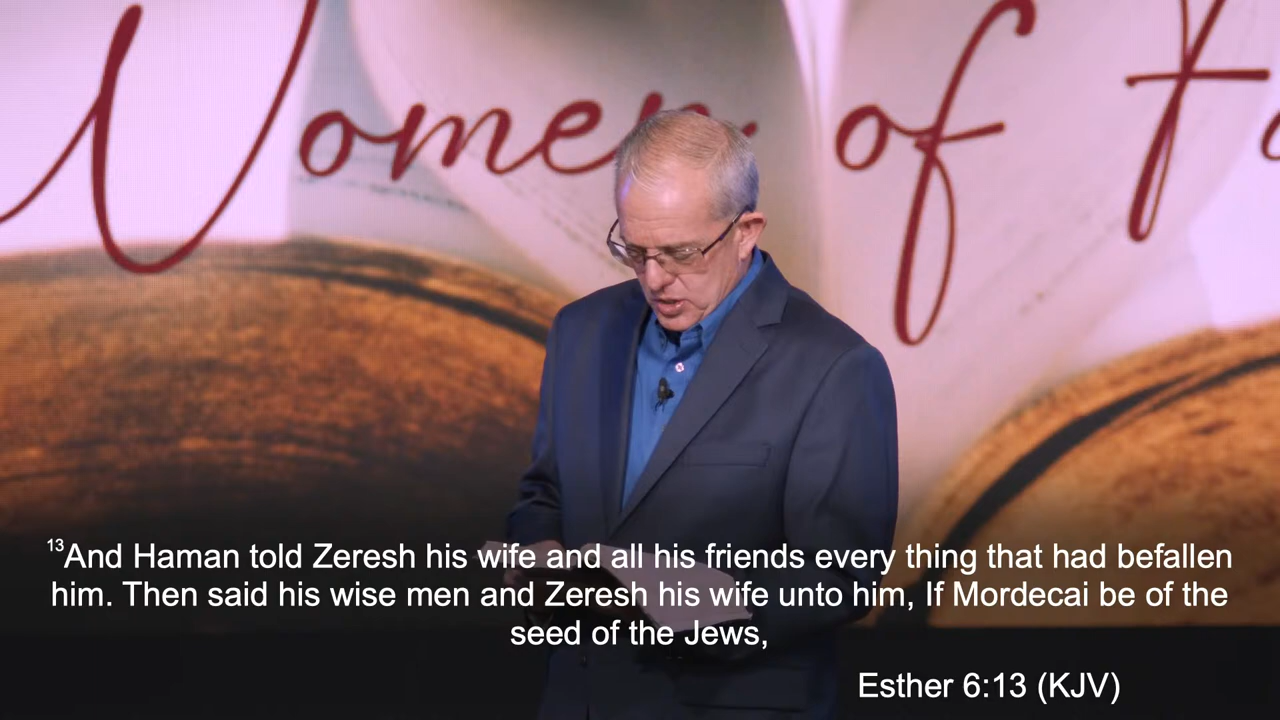 Women of
13And Haman told Zeresh his wife and all his friends every thing that had befallen
him. Then said his wise men and Zeresh his wife unto him, If Mordecai be of the
seed of the Jews,
Esther 6:13 (KJV)